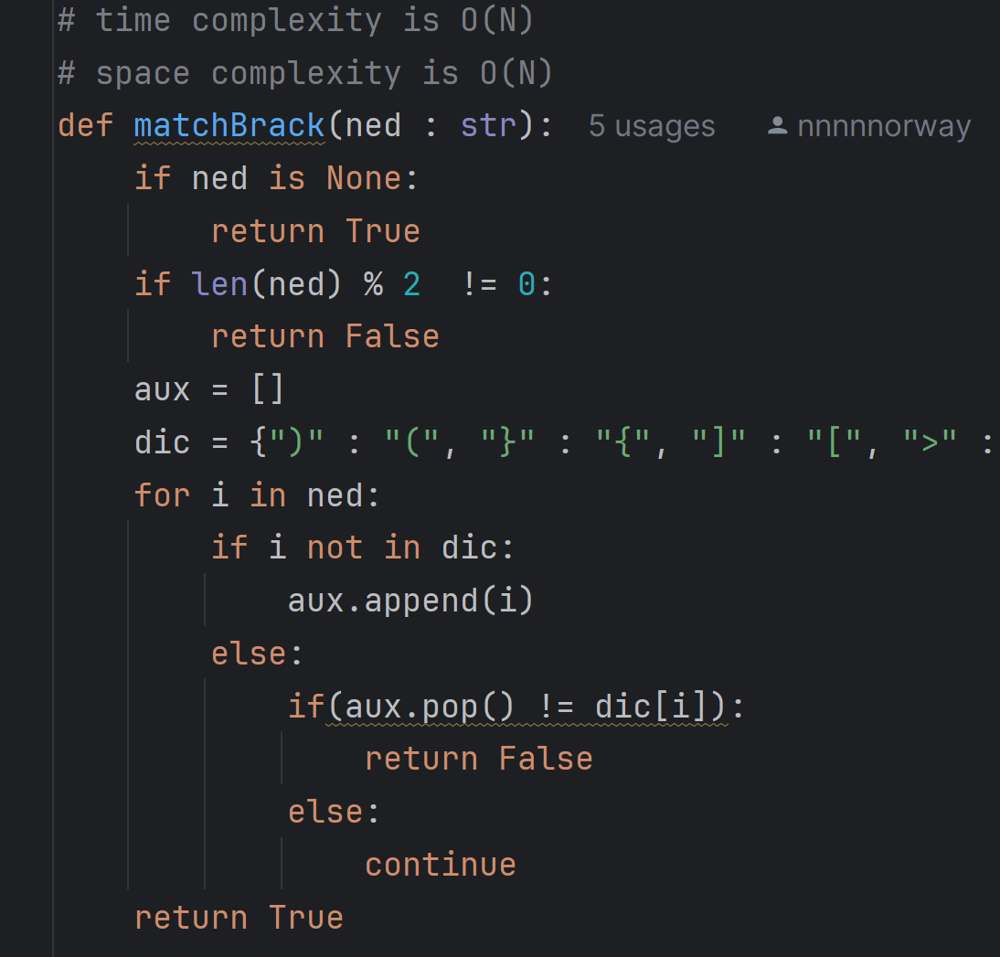 # time complexity is O(N)
# space complexity is O(N)
def matchBrack(ned : str): 5 usages nnnnnorway
    if ned is None:
        return True
    if len(ned) % 2  != 0:
        return False
    aux = []
    dic = {")" : "(", "}" : "{", "]" : "[", ">" :
    for i in ned:
        if i not in dic:
            aux.append(i)
        else:
            if(aux.pop() != dic[i]):
                return False
            else:
                continue
    return True